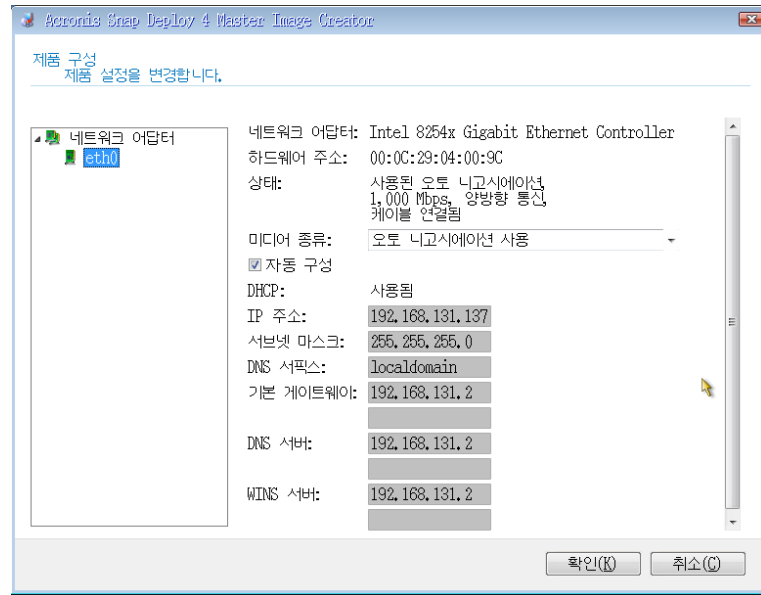 Acronis Snap Deploy 4 Master Image Creator
제품 구성
제품 설정을 변경합니다.
네트워크 어답터
eth0
네트워크 어답터: Intel 8254x Gigabit Ethernet Controller
하드웨어 주소: 00:0C:29:04:00:9C
상태: 사용된 오토 니고시에이션,
1,000 Mbps, 양방향 통신,
케이블 연결됨
미디어 종류: 오토 니고시에이션 사용
자동 구성
DHCP: 사용됨
IP 주소: 192.168.131.137
서브넷 마스크: 255.255.255.0
DNS 서픽스: localdomain
기본 게이트웨이: 192.168.131.2
DNS 서버: 192.168.131.2
WINS 서버: 192.168.131.2
확인(K) 취소(C)